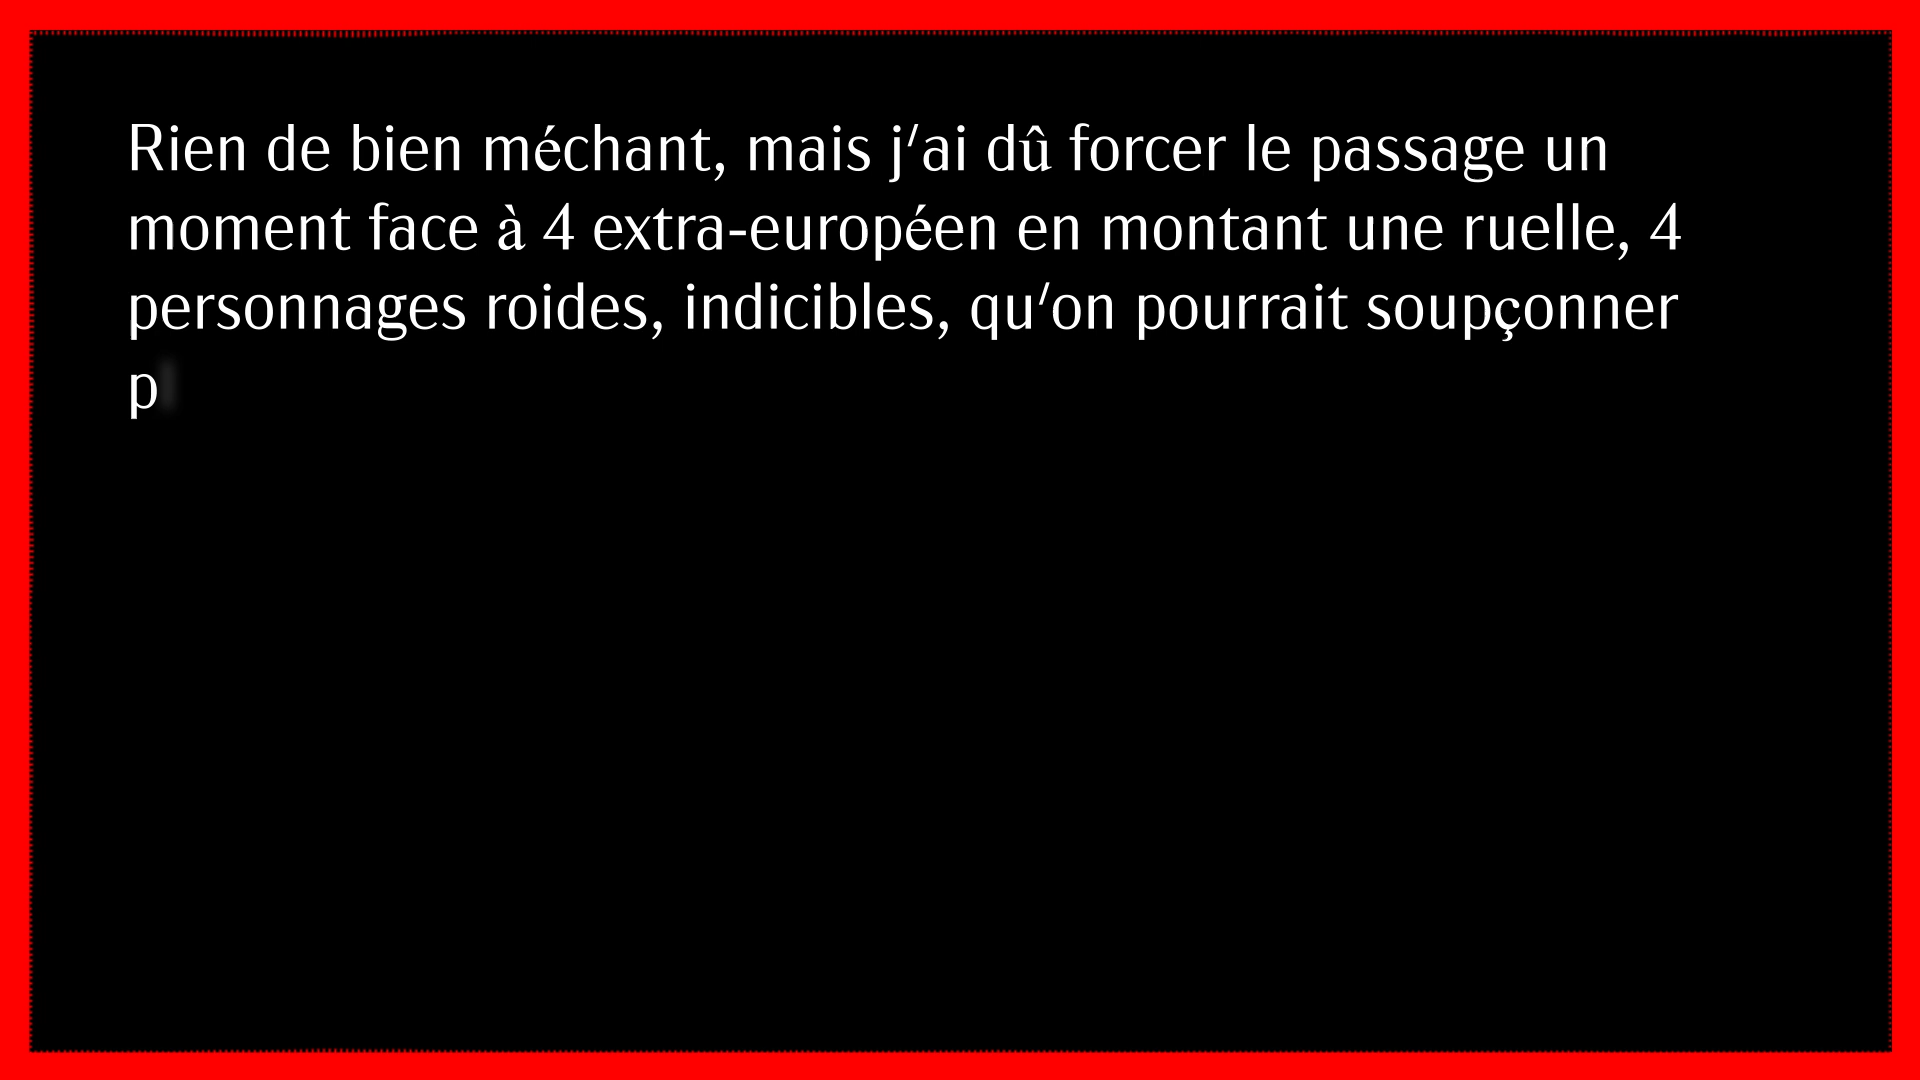 Rien de bien méchant, mais j'ai dû forcer le passage un
moment face à 4 extra-européen en montant une ruelle, 4
personnages roides, indicibles, qu'on pourrait soupçonner
p